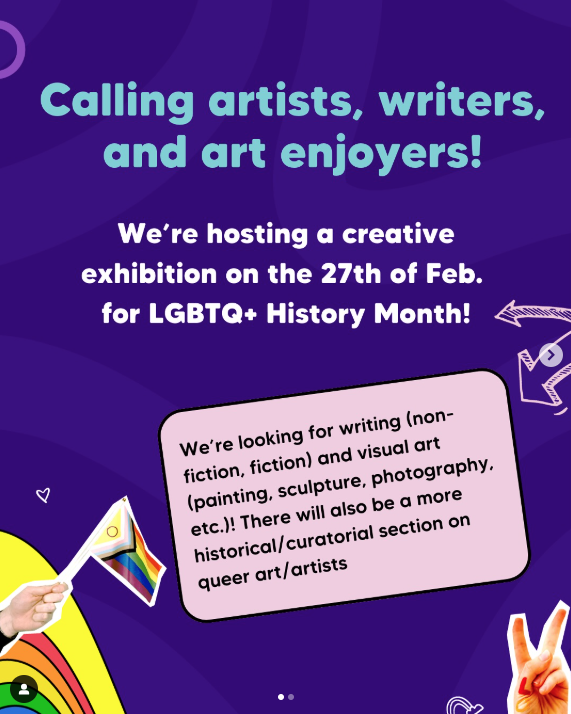 Calling artists, writers,
and art enjoyers!
We're hosting a creative
exhibition on the 27th of Feb.
for LGBTQ+ History Month!
We're looking for writing (non-
fiction, fiction) and visual art
(painting, sculpture, photography,
etc.)! There will also be a more
historical/curatorial section on
queer art/artists